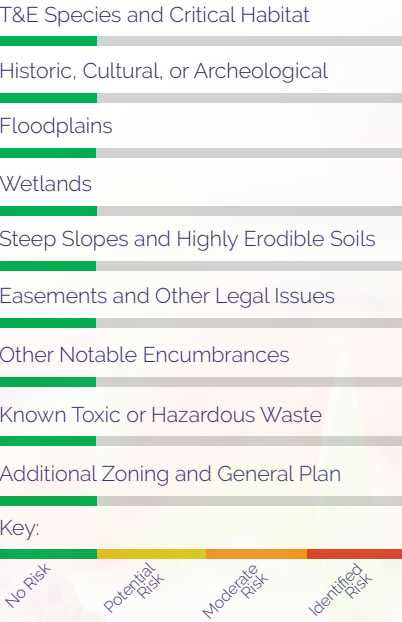 T&E Species and Critical Habitat
Historic, Cultural, or Archeological
Floodplains
Wetlands
Steep Slopes and Highly Erodible Soils
Easements and Other Legal Issues
Other Notable Encumbrances
Known Toxic or Hazardous Waste
Additional Zoning and General Plan
Key:
No Risk
Potential
Risk
Moderate
Risk
Identified
Risk